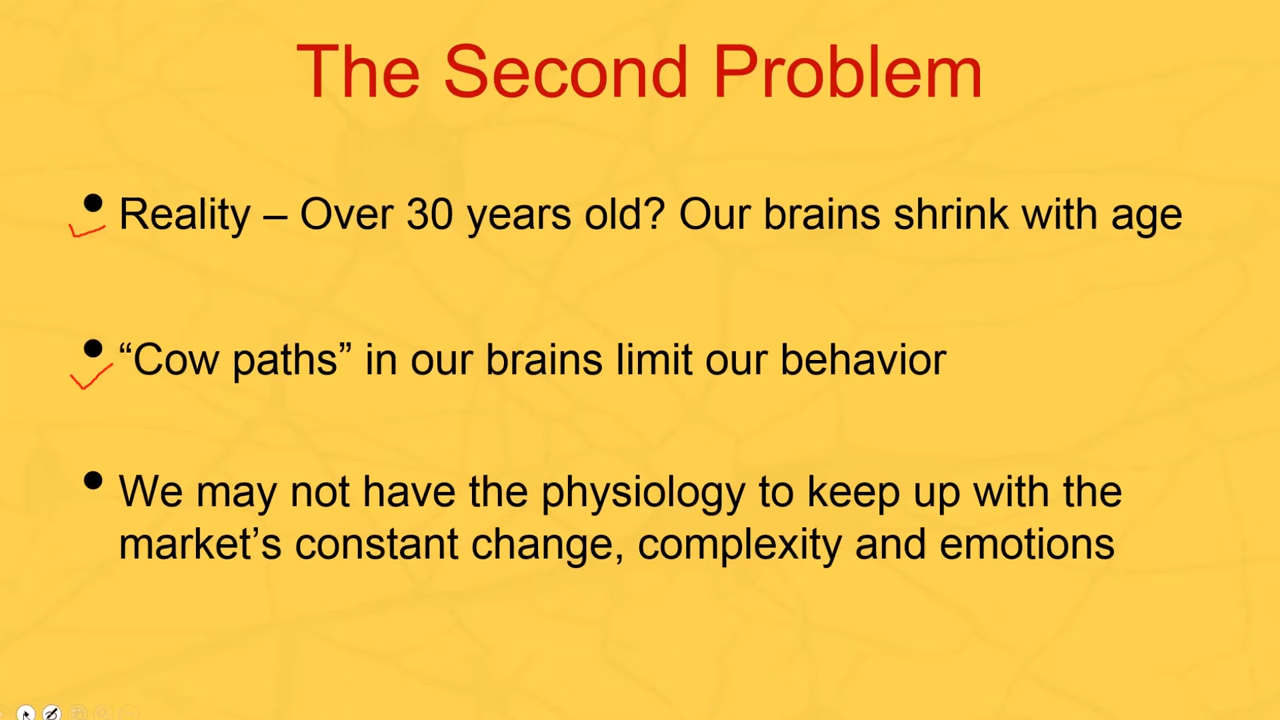 The Second Problem
• Reality – Over 30 years old? Our brains shrink with age
• “Cow paths” in our brains limit our behavior
• We may not have the physiology to keep up with the
market’s constant change, complexity and emotions